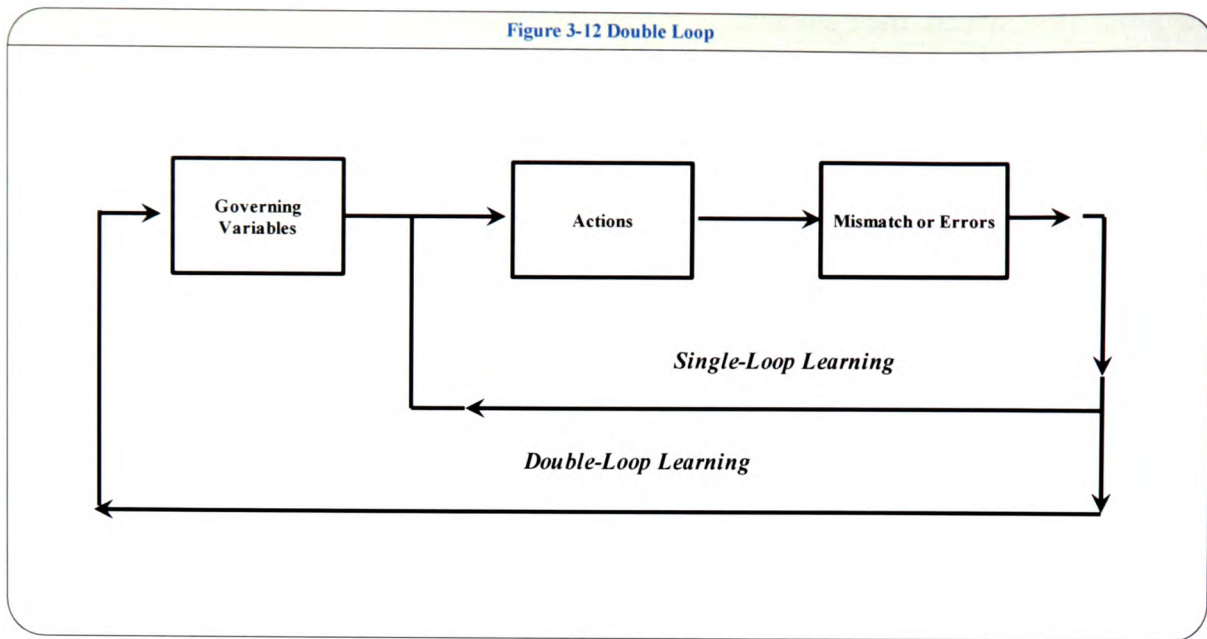 Figure 3-12 Double Loop
Governing
Variables
Actions
Mismatch or Errors
Single-Loop Learning
Double-Loop Learning